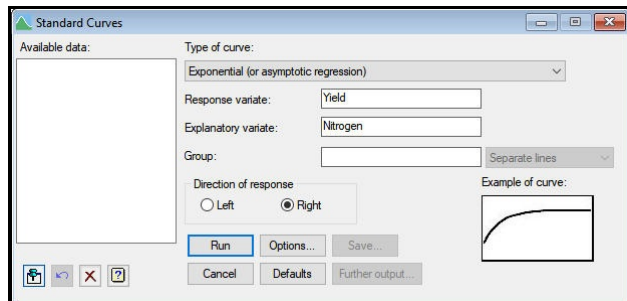 Standard Curves
Available data:
Type of curve:
Exponential (or asymptotic regression)
Response variate: Yield
Explanatory variate: Nitrogen
Group: Separate lines
Direction of response
Left Right
Example of curve:
Run Options... Save...
Cancel Defaults Further output...